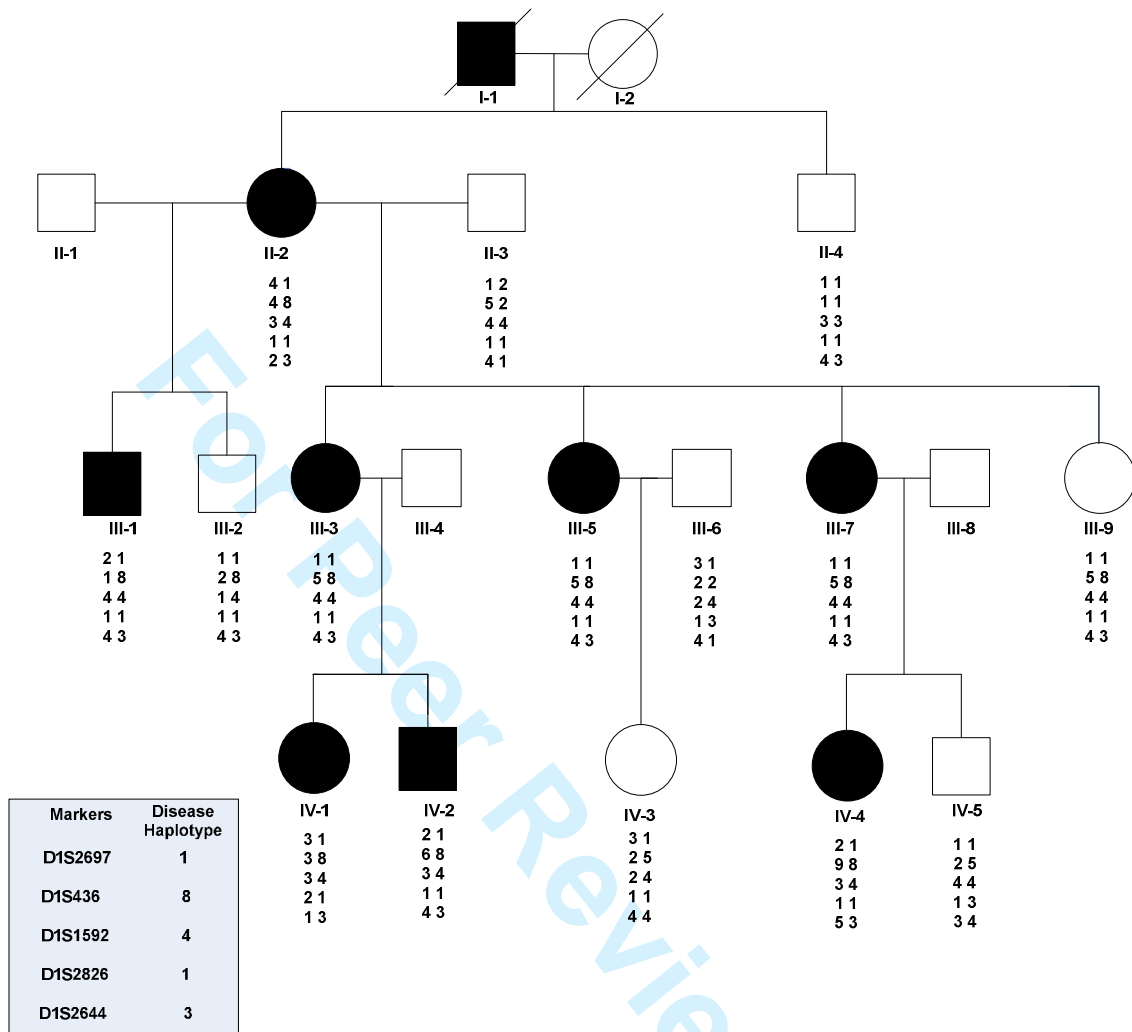 I-1
I-2
II-1
II-2
II-3
II-4
4 1
4 8
3 4
1 1
2 3
1 2
5 2
4 4
1 1
4 1
1 1
1 1
3 3
1 1
4 3
III-1
III-2
III-3
III-4
III-5
III-6
III-7
III-8
III-9
2 1
1 8
4 4
1 1
4 3
1 1
2 8
1 4
1 1
4 3
1 1
5 8
4 4
1 1
4 3
1 1
5 8
4 4
1 1
4 3
3 1
2 2
2 4
1 3
4 1
1 1
5 8
4 4
1 1
4 3
1 1
5 8
4 4
1 1
4 3
IV-1
IV-2
IV-3
IV-4
IV-5
3 1
3 8
3 4
2 1
1 3
2 1
6 8
3 4
1 1
4 3
3 1
2 5
2 4
1 1
4 4
2 1
9 8
3 4
1 1
5 3
1 1
2 5
4 4
1 3
3 4
Markers Disease
Haplotype
D1S2697 1
D1S436 8
D1S1592 4
D1S2826 1
D1S2644 3
For Peer Revie